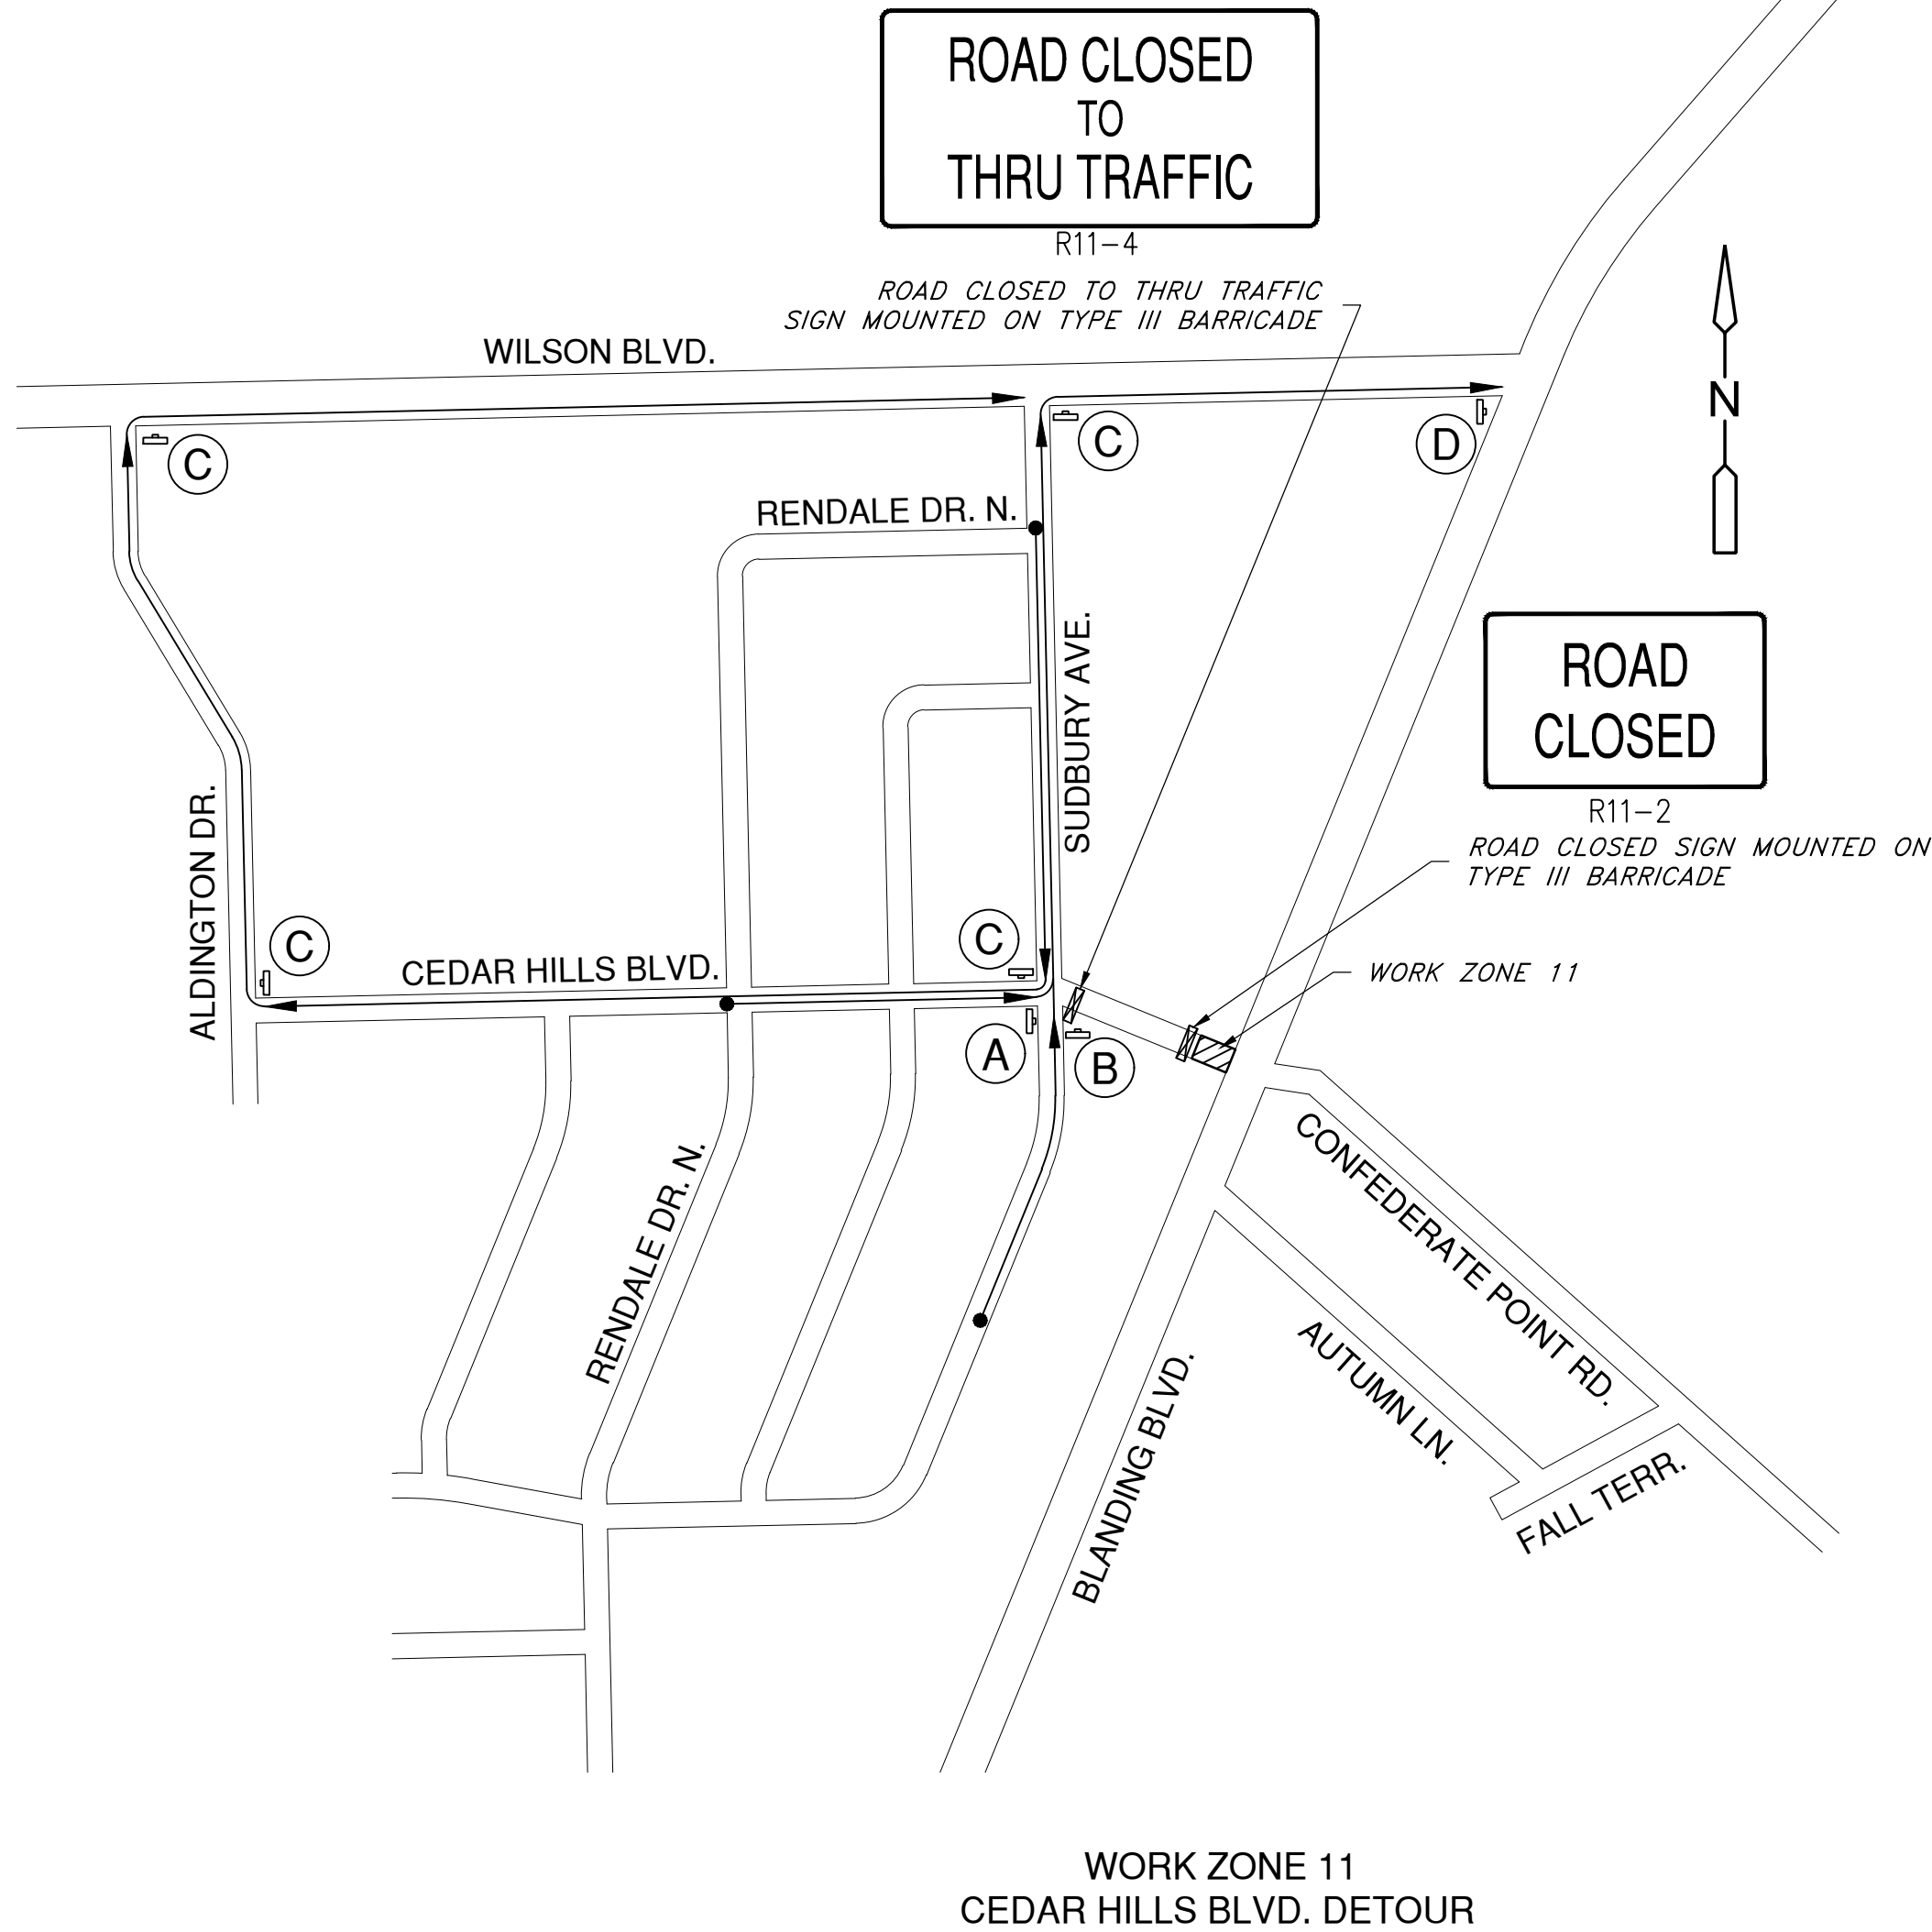 ROAD CLOSED
TO
THRU TRAFFIC
R11-4
ROAD CLOSED TO THRU TRAFFIC
SIGN MOUNTED ON TYPE III BARRICADE
WILSON BLVD.
N
C
C
D
RENDALE DR. N.
SUDBURY AVE.
ROAD
CLOSED
R11-2
ROAD CLOSED SIGN MOUNTED ON
TYPE III BARRICADE
ALDINGTON DR.
C
C
CEDAR HILLS BLVD.
WORK ZONE 11
A
B
RENDALE DR. N.
CONFEDERATE POINT RD.
AUTUMN LN.
BLANDING BLVD.
FALL TERR.
WORK ZONE 11
CEDAR HILLS BLVD. DETOUR